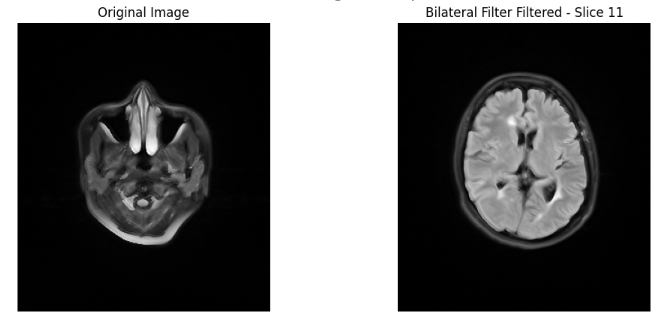 Original Image
Bilateral Filter Filtered - Slice 11